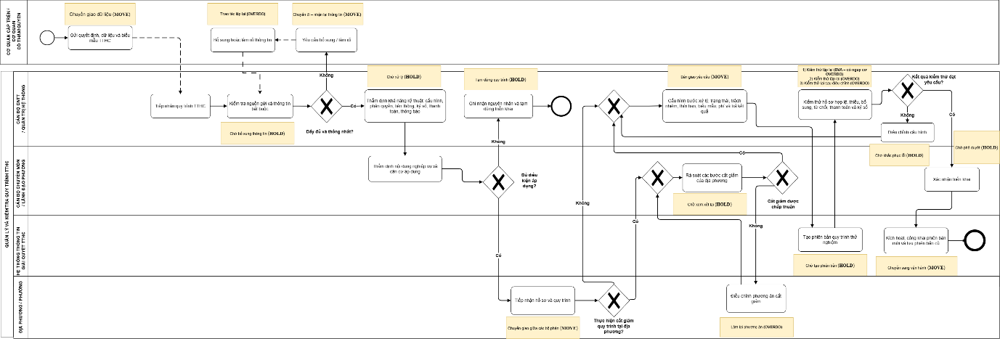 CƠ QUAN CẤP TRÊN /
CƠ QUAN
CÓ THẨM QUYỀN
Chuyển giao dữ liệu (MOVE)
Gửi quyết định, dữ liệu và biểu
mẫu TTHC
Thao tác lặp lại (OVERDO)
Bổ sung hoặc làm rõ thông tin
Chuyển đi – nhận lại thông tin (MOVE)
Yêu cầu bổ sung / làm rõ
QUẢN LÝ VÀ KIỂM TRA QUY TRÌNH TTHC
CÁN BỘ CNTT
/ QUẢN TRỊ HỆ THỐNG
Tiếp nhận quy trình TTHC
Kiểm tra nguồn gửi và thông tin
bắt buộc
Chờ bổ sung thông tin (HOLD)
Không
Đầy đủ và thống nhất?
Có
Chờ xử lý (HOLD)
Thẩm định khả năng kỹ thuật: cấu hình,
phân quyền, liên thông, ký số, thanh
toán, thông báo
Tạm dừng quy trình (HOLD)
Ghi nhận nguyên nhân và tạm
dừng triển khai
Bàn giao yêu cầu (MOVE)
Cấu hình bước xử lý, trạng thái, trách
nhiệm, thời hạn, biểu mẫu, phí và trả kết
quả
1) Kiểm thử lặp lại (BVA – có nguy cơ
OVERDO)
2) Kiểm thử lặp lại (OVERDO)
3) Kiểm thử lại sau điều chỉnh (OVERDO)
Kiểm thử hồ sơ hợp lệ, thiếu, bổ
sung, từ chối, thanh toán và ký số
Kết quả kiểm thử đạt
yêu cầu?
Không
Có
Điều chỉnh cấu hình
Chờ khắc phục lỗi (HOLD)
Chờ phê duyệt (HOLD)
CÁN BỘ CHUYÊN MÔN
/ LÃNH ĐẠO PHƯỜNG
Thẩm định nội dung nghiệp vụ và
căn cứ áp dụng
Không
Đủ điều
kiện áp
dụng?
Có
Rà soát các bước cắt giảm
của địa phương
Chờ xem xét lại (HOLD)
Có
Cắt giảm được
chấp thuận
Không
Xác nhận triển khai
HỆ THỐNG THÔNG TIN
GIẢI QUYẾT TTHC
Tạo phiên bản quy trình thử
nghiệm
Chờ tạo phiên bản (HOLD)
Kích hoạt, công khai phiên bản
mới và lưu phiên bản cũ
Chuyển sang vận hành (MOVE)
ĐỊA PHƯƠNG / PHƯỜNG
Tiếp nhận hồ sơ và quy trình
Chuyển giao giữa các bộ phận (MOVE)
Không
Có
Thực hiện cắt giảm
quy trình tại địa
phương?
Điều chỉnh phương án cắt
giảm
Làm lại phương án (OVERDO)